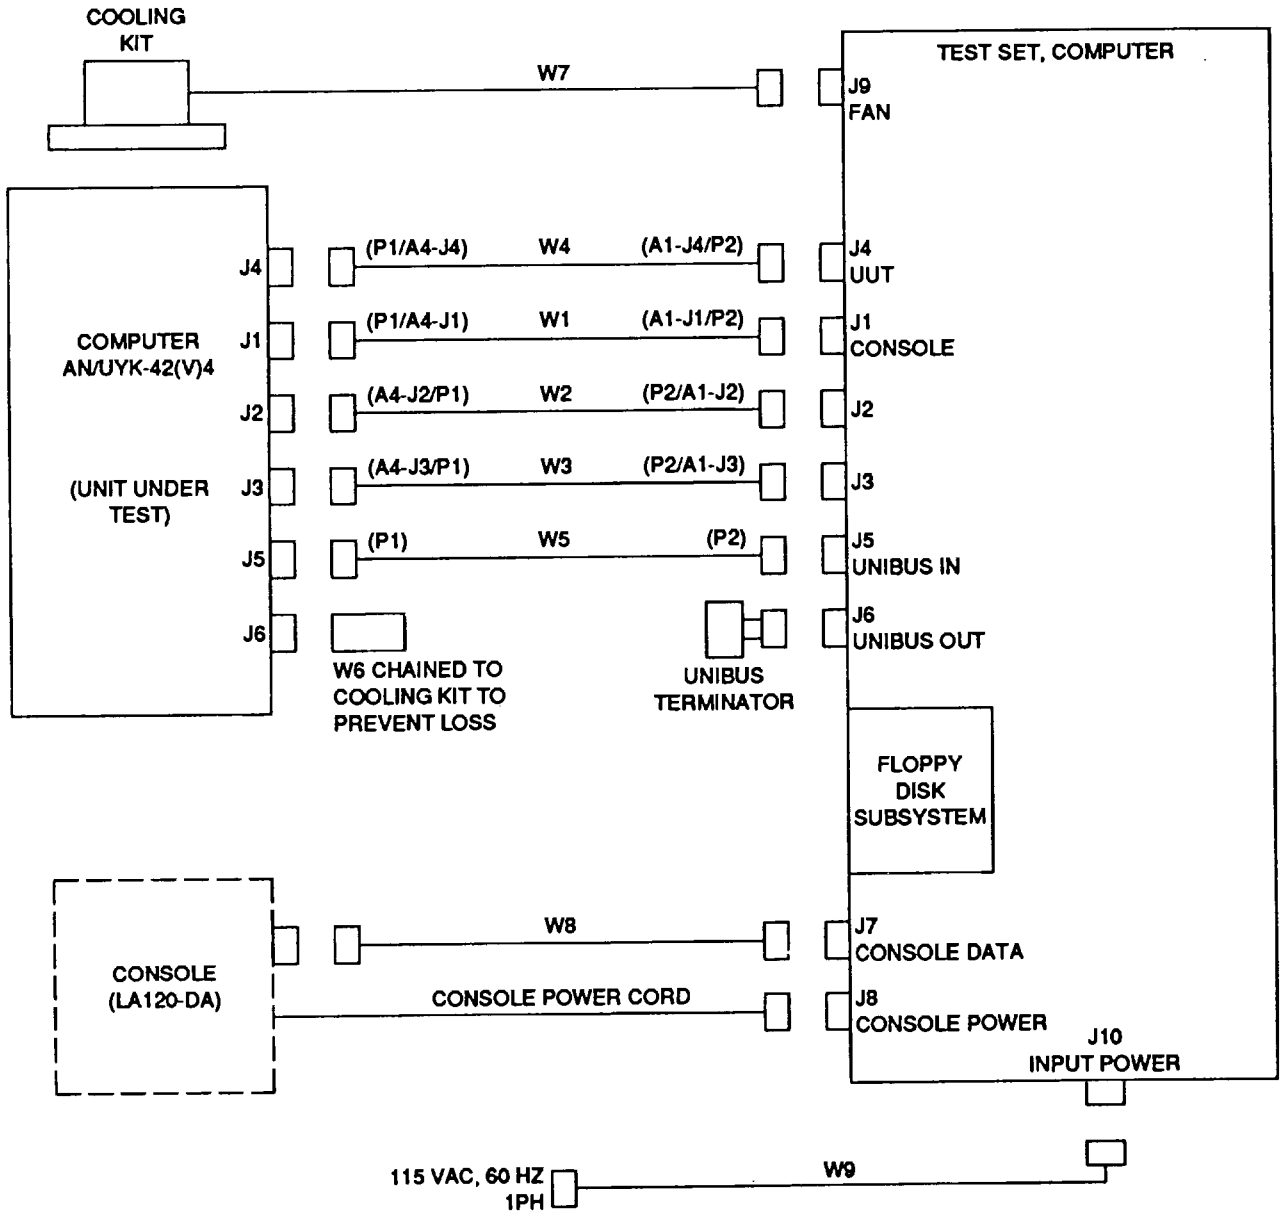 COOLING
KIT
TEST SET, COMPUTER
W7
J9
FAN
J4
(P1/A4-J4)
W4
(A1-J4/P2)
J4
UUT
J1
(P1/A4-J1)
W1
(A1-J1/P2)
J1
CONSOLE
COMPUTER
AN/UYK-42(V)4
J2
(A4-J2/P1)
W2
(P2/A1-J2)
J2
(UNIT UNDER
TEST)
J3
(A4-J3/P1)
W3
(P2/A1-J3)
J3
J5
(P1)
W5
(P2)
J5
UNIBUS IN
J6
W6 CHAINED TO
COOLING KIT TO
PREVENT LOSS
UNIBUS
TERMINATOR
J6
UNIBUS OUT
FLOPPY
DISK
SUBSYSTEM
CONSOLE
(LA120-DA)
W8
J7
CONSOLE DATA
CONSOLE POWER CORD
J8
CONSOLE POWER
J10
INPUT POWER
115 VAC, 60 HZ
1PH
W9